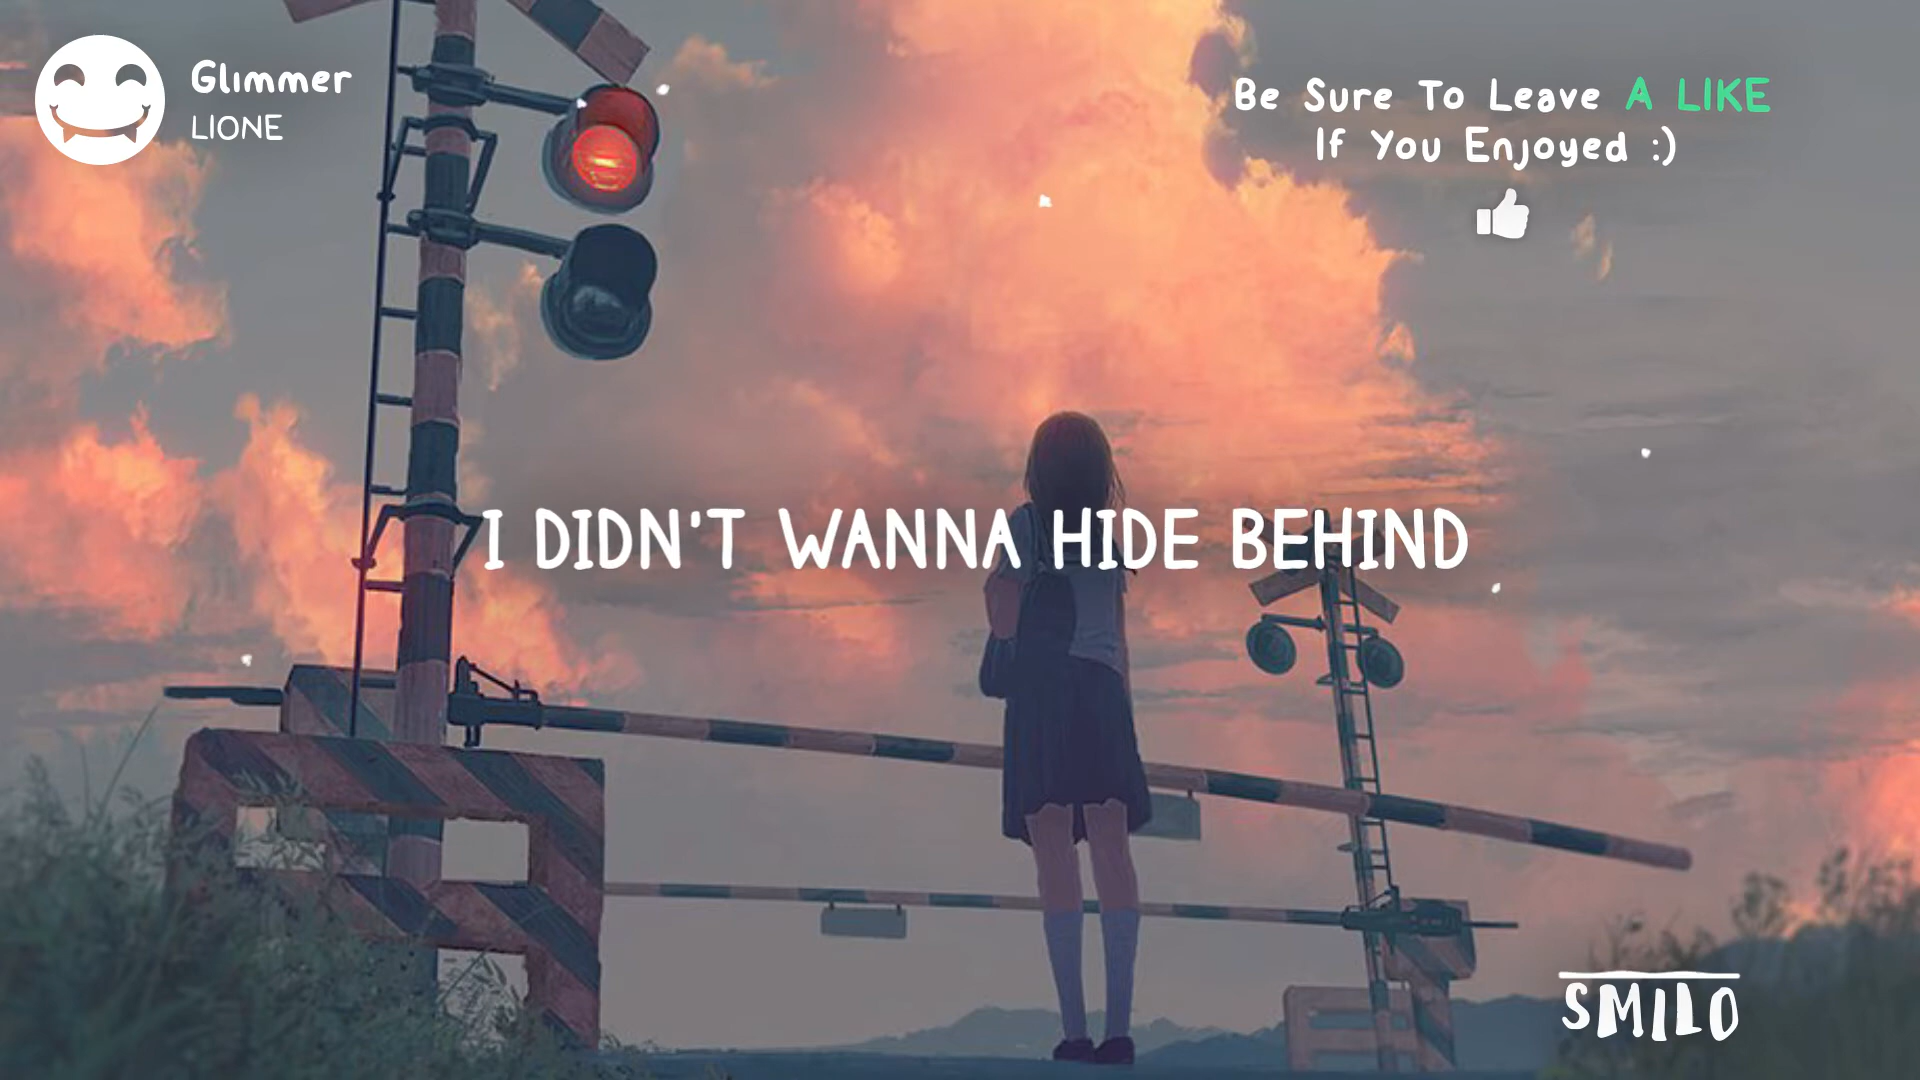 Glimmer
LIONE
Be Sure To Leave A LIKE
If You Enjoyed :)
I DIDN'T WANNA HIDE BEHIND
SMILO